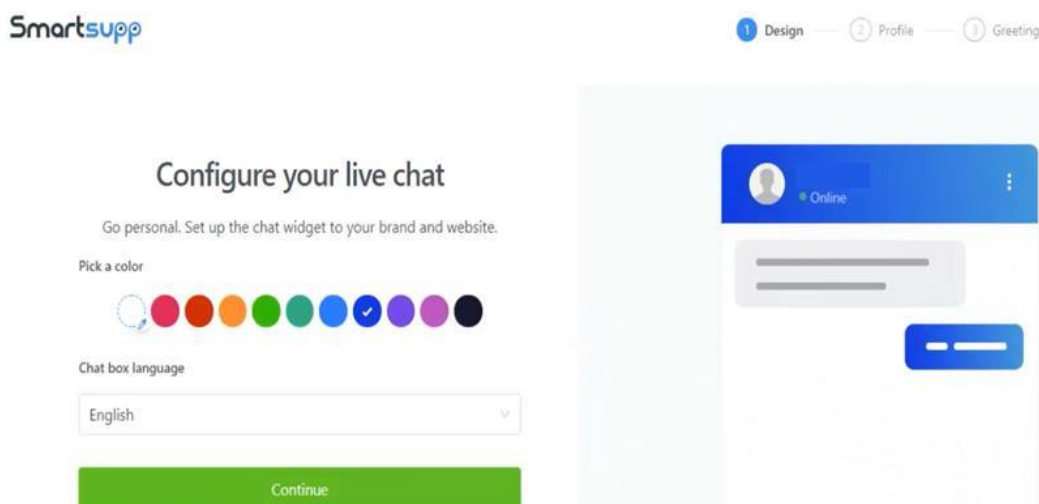 Smartsupp
1 Design 2 Profile 3 Greeting
Configure your live chat
Go personal. Set up the chat widget to your brand and website.
Pick a color
Chat box language
English
Continue
Online